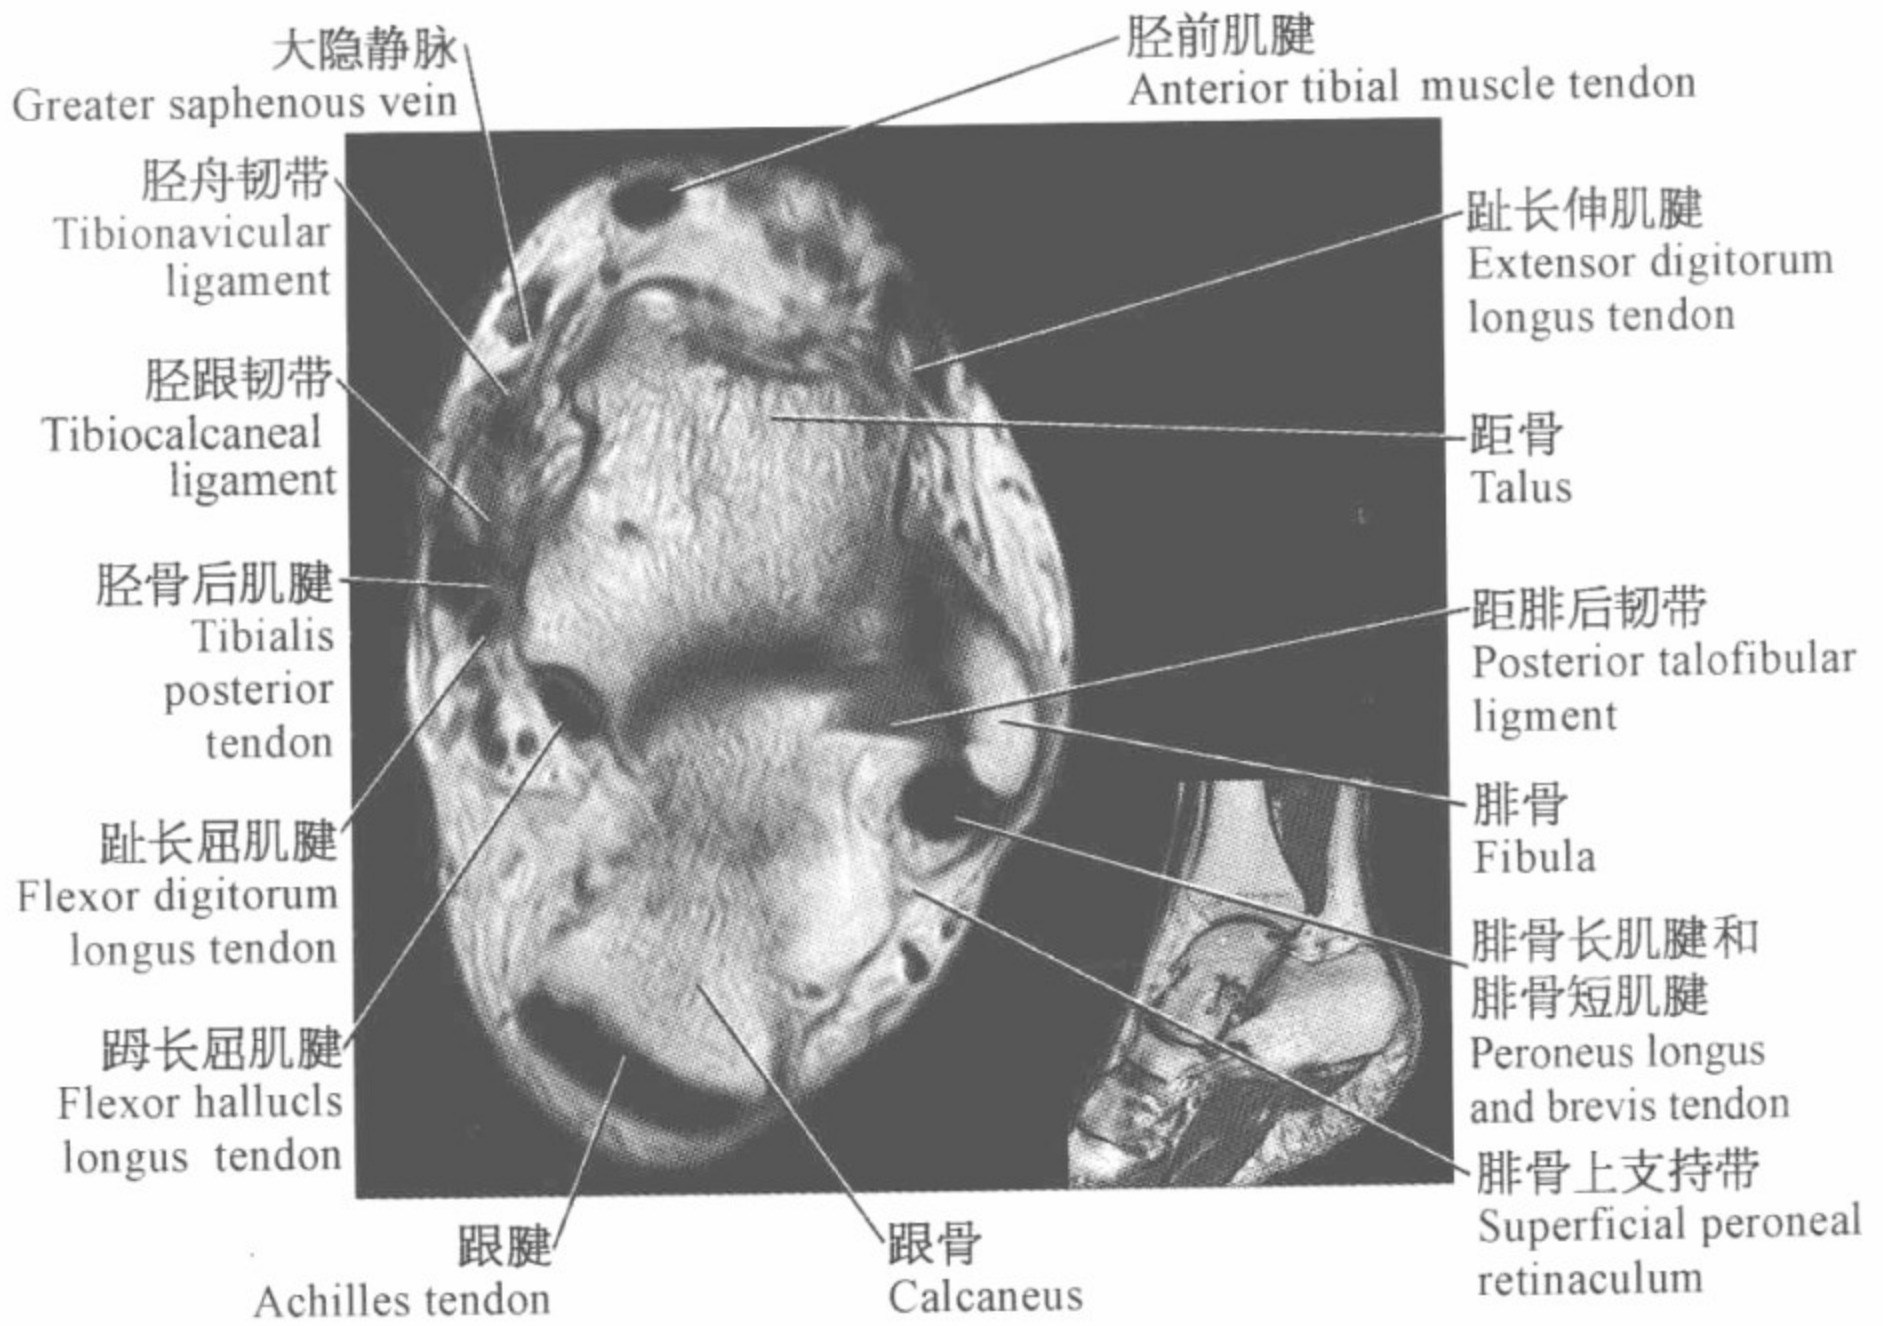 大隐静脉
Greater saphenous vein
胫舟韧带
Tibionavicular
ligament
胫跟韧带
Tibiocalcaneal
ligament
胫骨后肌腱
Tibialis
posterior
tendon
趾长屈肌腱
Flexor digitorum
longus tendon
𧿹长屈肌腱
Flexor hallucls
longus tendon
跟腱
Achilles tendon
跟骨
Calcaneus
胫前肌腱
Anterior tibial muscle tendon
趾长伸肌腱
Extensor digitorum
longus tendon
距骨
Talus
距腓后韧带
Posterior talofibular
ligment
腓骨
Fibula
腓骨长肌腱和
腓骨短肌腱
Peroneus longus
and brevis tendon
腓骨上支持带
Superficial peroneal
retinaculum